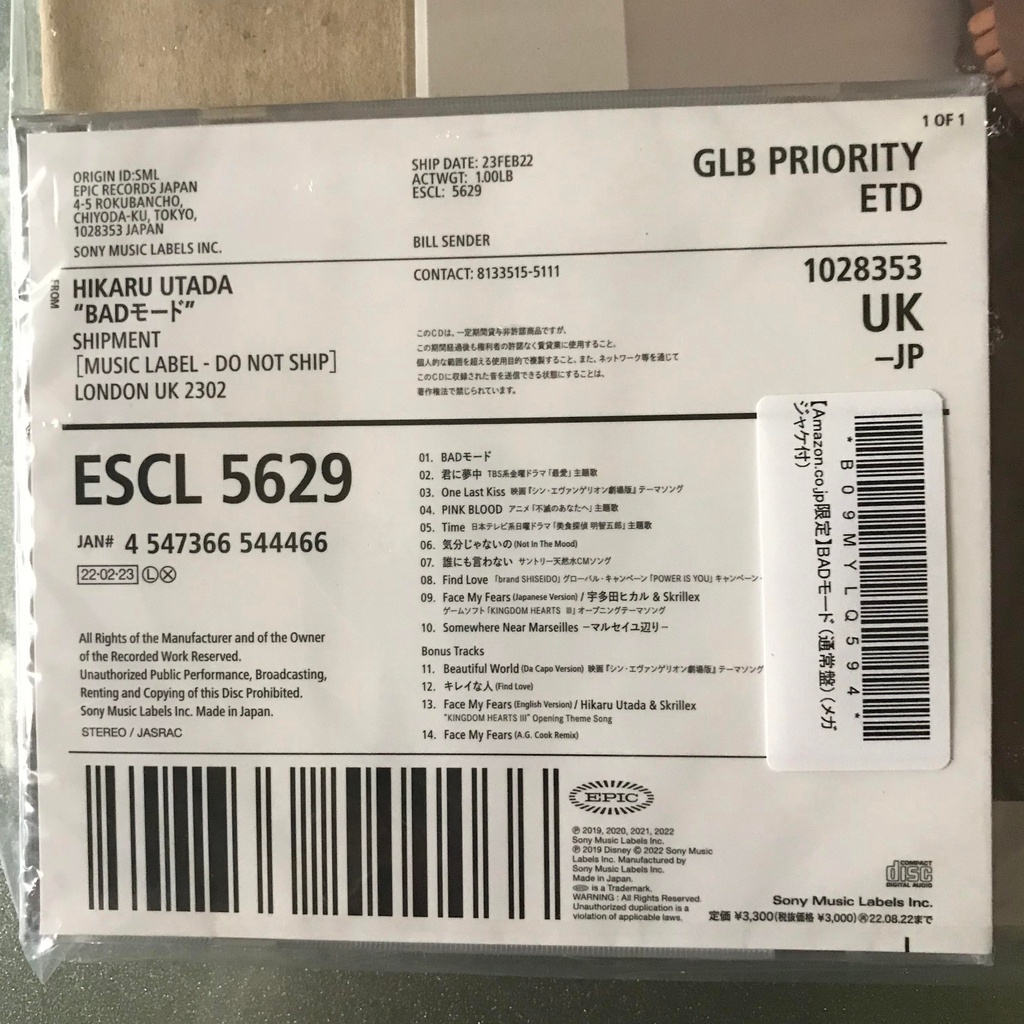 1 OF 1
ORIGIN ID:SML
EPIC RECORDS JAPAN
4-5 ROKUBANCHO,
CHIYODA-KU, TOKYO,
1028353 JAPAN
SONY MUSIC LABELS INC.
SHIP DATE: 23FEB22
ACTWGT: 1.00LB
ESCL: 5629
BILL SENDER
GLB PRIORITY
ETD
FROM
HIKARU UTADA
“BADモード”
SHIPMENT
[MUSIC LABEL - DO NOT SHIP]
LONDON UK 2302
CONTACT: 8133515-5111
このCDは、一定期間貸与非許諾商品ですが、
この期間経過後も権利者の許諾なく賃貸業に使用すること、
個人的な範囲を超える使用目的で複製すること、また、ネットワーク等を通じて
このCDに収録された音を送信できる状態にすることは、
著作権法で禁じられています。
1028353
UK
–JP
ESCL 5629
JAN# 4 547366 544466
22・02・23 Ⓛ Ⓧ
All Rights of the Manufacturer and of the Owner
of the Recorded Work Reserved.
Unauthorized Public Performance, Broadcasting,
Renting and Copying of this Disc Prohibited.
Sony Music Labels Inc. Made in Japan.
STEREO / JASRAC
01. BADモード
02. 君に夢中 TBS系金曜ドラマ「最愛」主題歌
03. One Last Kiss 映画『シン・エヴァンゲリオン劇場版』テーマソング
04. PINK BLOOD アニメ「不滅のあなたへ」主題歌
05. Time 日本テレビ系日曜ドラマ「美食探偵 明智五郎」主題歌
06. 気分じゃないの (Not In The Mood)
07. 誰にも言わない サントリー天然水CMソング
08. Find Love 「brand SHISEIDO」グローバル・キャンペーン「POWER IS YOU」キャンペーン・
09. Face My Fears (Japanese Version) / 宇多田ヒカル & Skrillex
ゲームソフト「KINGDOM HEARTS III」オープニングテーマソング
10. Somewhere Near Marseilles ーマルセイユ辺りー
Bonus Tracks
11. Beautiful World (Da Capo Version) 映画『シン・エヴァンゲリオン劇場版』テーマソング
12. キレイな人 (Find Love)
13. Face My Fears (English Version) / Hikaru Utada & Skrillex
"KINGDOM HEARTS III" Opening Theme Song
14. Face My Fears (A.G. Cook Remix)
* B09MYLQ594 *
【Amazon.co.jp限定】BADモード (通常盤) (メガ
ジャケ付)
EPIC
℗ 2019, 2020, 2021, 2022
Sony Music Labels Inc.
℗ 2019 Disney © 2022 Sony Music
Labels Inc. Manufactured by
Sony Music Labels Inc.
Made in Japan.
EPIC is a Trademark.
WARNING : All Rights Reserved.
Unauthorized duplication is a
violation of applicable laws.
COMPACT
disc
DIGITAL AUDIO
Sony Music Labels Inc.
定価 ¥3,300(税抜価格 ¥3,000)㋐22.08.22まで